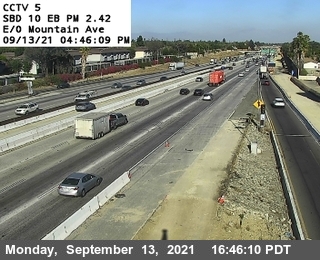 CCTV 5
SBD 10 EB PM 2.42
E/O Mountain Ave
09/13/21 04:46:09 PM
Monday, September 13, 2021 16:46:10 PDT